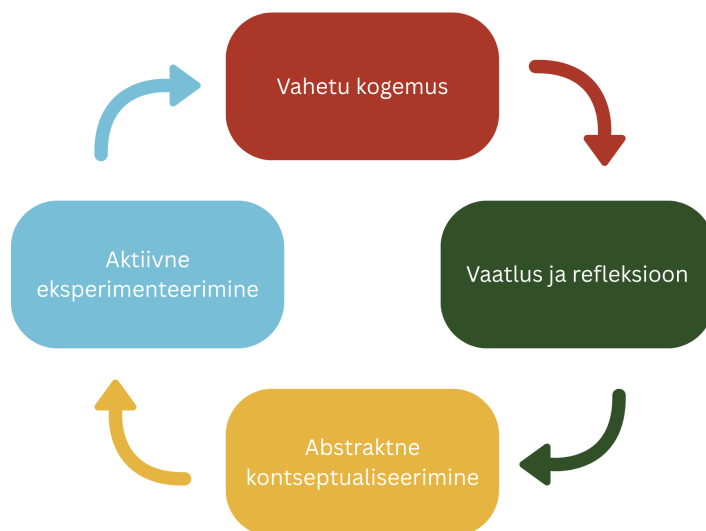 Vahetu kogemus
Vaatlus ja refleksioon
Abstraktne
kontseptualiseerimine
Aktiivne
eksperimenteerimine